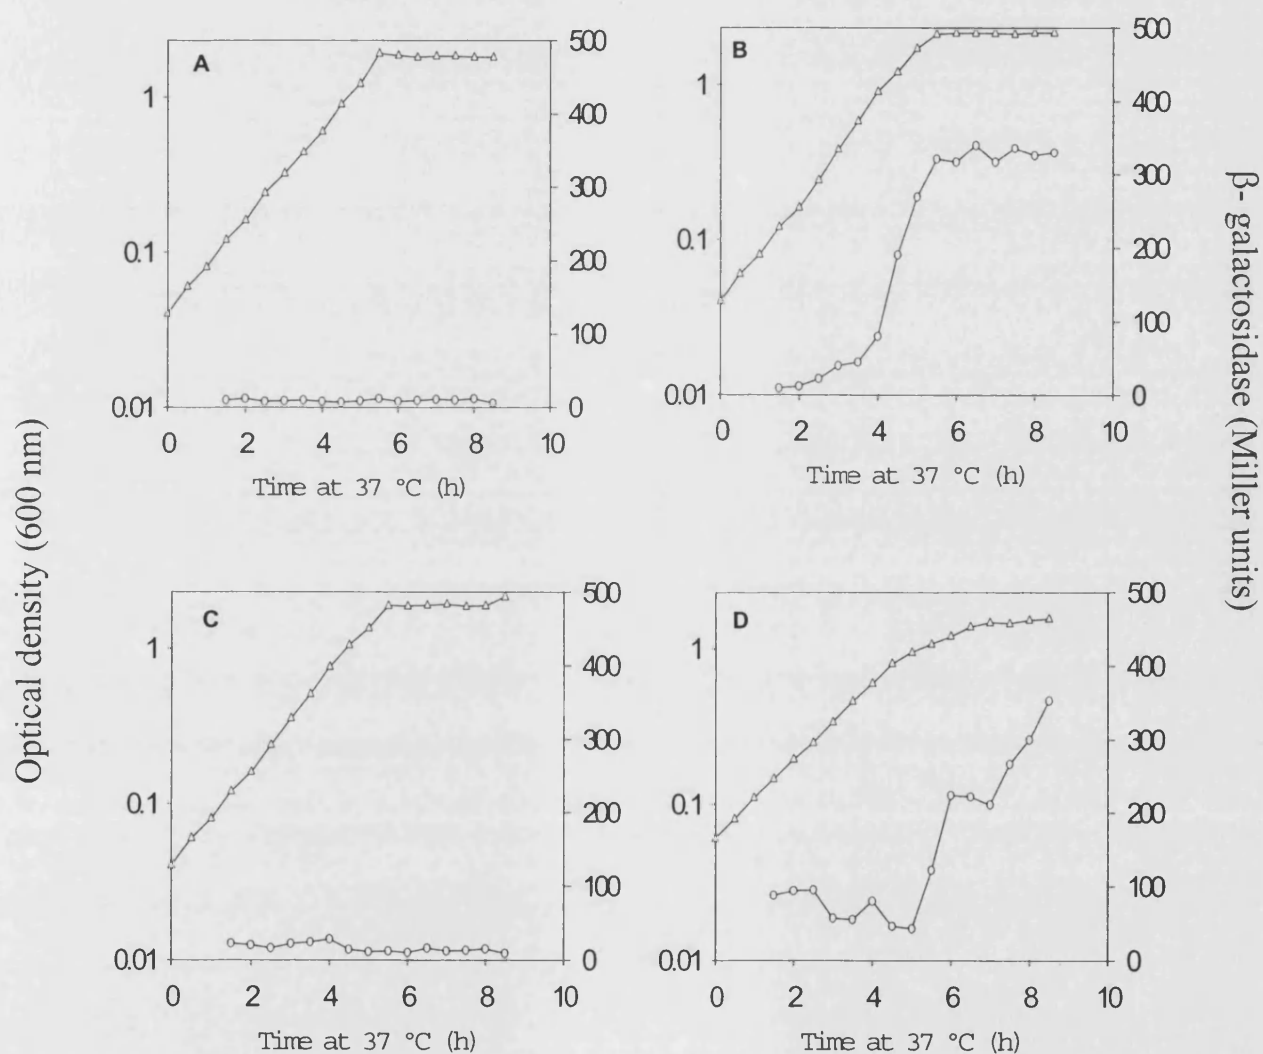 A
1
0.1
0.01
500
400
300
200
100
0
0 2 4 6 8 10
Time at 37 °C (h)
B
1
0.1
0.01
500
400
300
200
100
0
0 2 4 6 8 10
Time at 37 °C (h)
C
1
0.1
0.01
500
400
300
200
100
0
0 2 4 6 8 10
Time at 37 °C (h)
D
1
0.1
0.01
500
400
300
200
100
0
0 2 4 6 8 10
Time at 37 °C (h)
Optical density (600 nm)
β- galactosidase (Miller units)